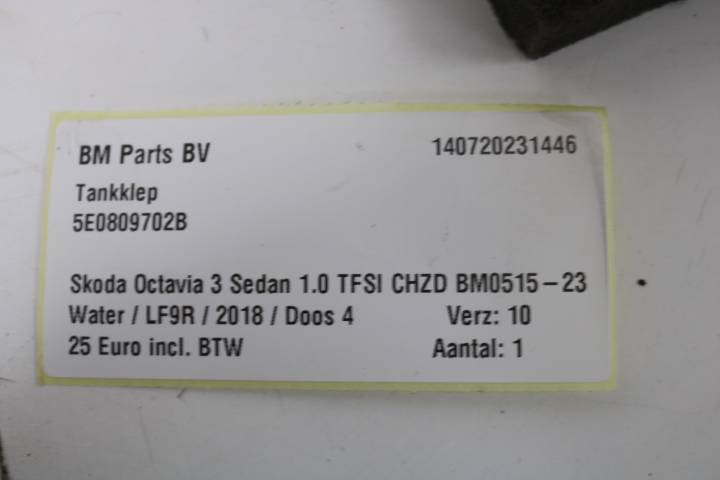 BM Parts BV 140720231446
Tankklep
5E0809702B
Skoda Octavia 3 Sedan 1.0 TFSI CHZD BM0515-23
Water / LF9R / 2018 / Doos 4 Verz: 10
25 Euro incl. BTW Aantal: 1